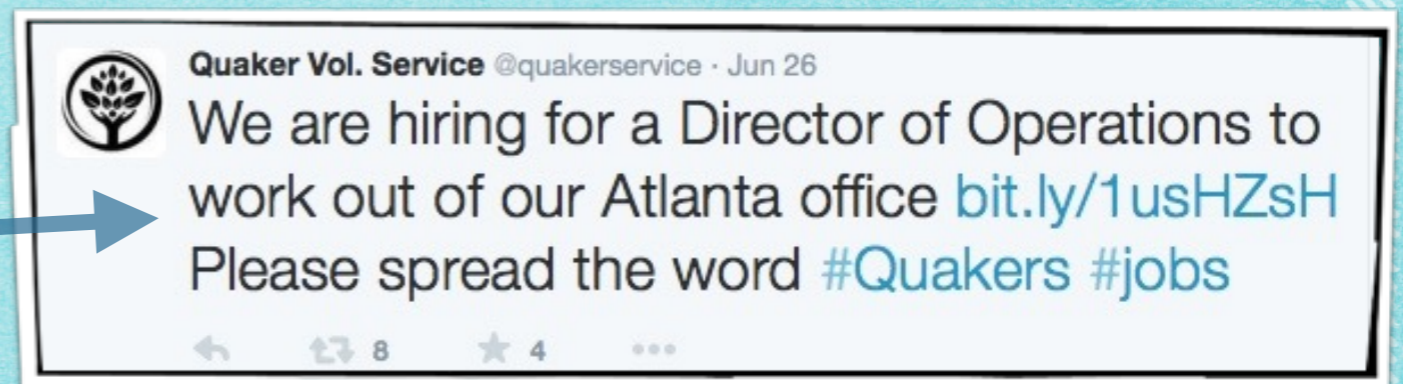 Quaker Vol. Service @quakerservice · Jun 26
We are hiring for a Director of Operations to
work out of our Atlanta office bit.ly/1usHZsH
Please spread the word #Quakers #jobs
8 4